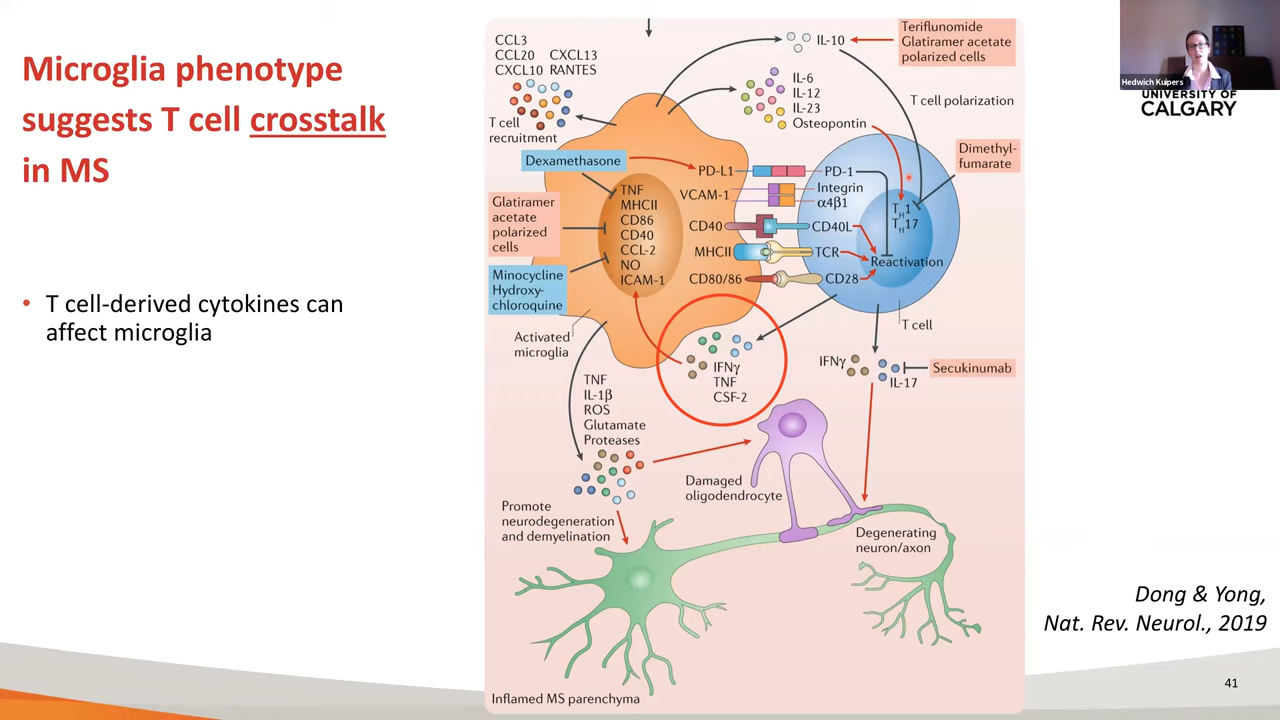 Microglia phenotype
suggests T cell crosstalk
in MS
• T cell-derived cytokines can
affect microglia
CCL3
CCL20 CXCL13
CXCL10 RANTES
T cell
recruitment
IL-10
Teriflunomide
Glatiramer acetate
polarized cells
IL-6
IL-12
IL-23
Osteopontin
T cell polarization
Dexamethasone
Dimethyl-
fumarate
PD-L1
PD-1
VCAM-1
Integrin
α4β1
CD40
CD40L
MHCII
TCR
CD80/86
CD28
TH1
TH17
Reactivation
TNF
MHCII
CD86
CD40
CCL-2
NO
ICAM-1
Glatiramer
acetate
polarized
cells
Minocycline
Hydroxy-
chloroquine
Activated
microglia
T cell
IFNγ
TNF
CSF-2
IFNγ
IL-17
Secukinumab
TNF
IL-1β
ROS
Glutamate
Proteases
Promote
neurodegeneration
and demyelination
Damaged
oligodendrocyte
Degenerating
neuron/axon
Inflamed MS parenchyma
Hedwich Kuipers
UNIVERSITY OF
CALGARY
Dong & Yong,
Nat. Rev. Neurol., 2019
41